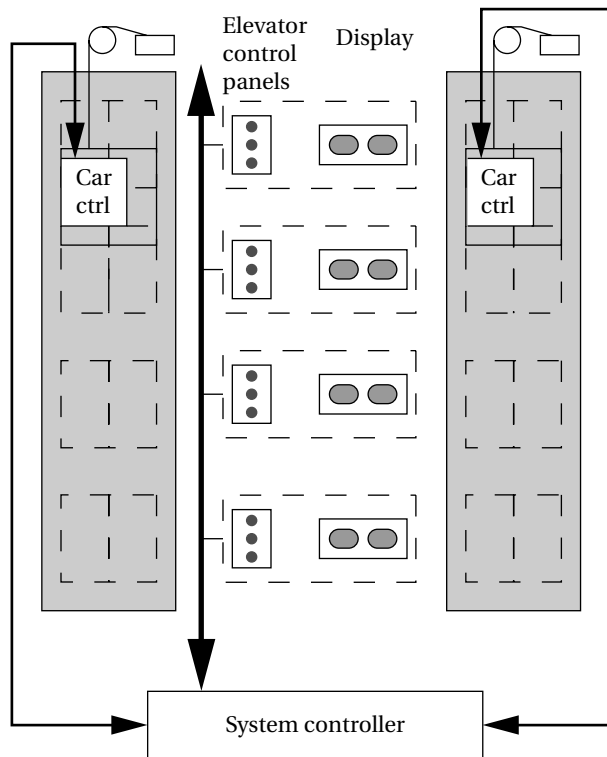 Elevator
control
panels
Display
Car
ctrl
Car
ctrl
System controller